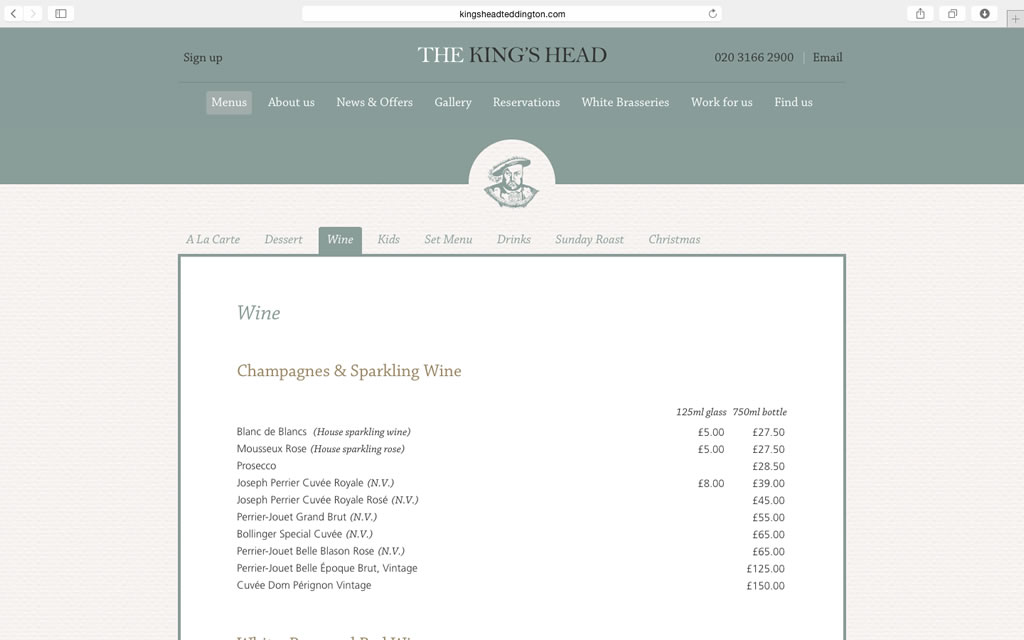 kingsheadteddington.com
Sign up
THE KING'S HEAD
020 3166 2900 | Email
Menus About us News & Offers Gallery Reservations White Brasseries Work for us Find us
A La Carte Dessert Wine Kids Set Menu Drinks Sunday Roast Christmas
Wine
Champagnes & Sparkling Wine
125ml glass 750ml bottle
Blanc de Blancs (House sparkling wine) £5.00 £27.50
Mousseux Rose (House sparkling rose) £5.00 £27.50
Prosecco £28.50
Joseph Perrier Cuvée Royale (N.V.) £8.00 £39.00
Joseph Perrier Cuvée Royale Rosé (N.V.) £45.00
Perrier-Jouet Grand Brut (N.V.) £55.00
Bollinger Special Cuvée (N.V.) £65.00
Perrier-Jouet Belle Blason Rose (N.V.) £65.00
Perrier-Jouet Belle Époque Brut, Vintage £125.00
Cuvée Dom Pérignon Vintage £150.00